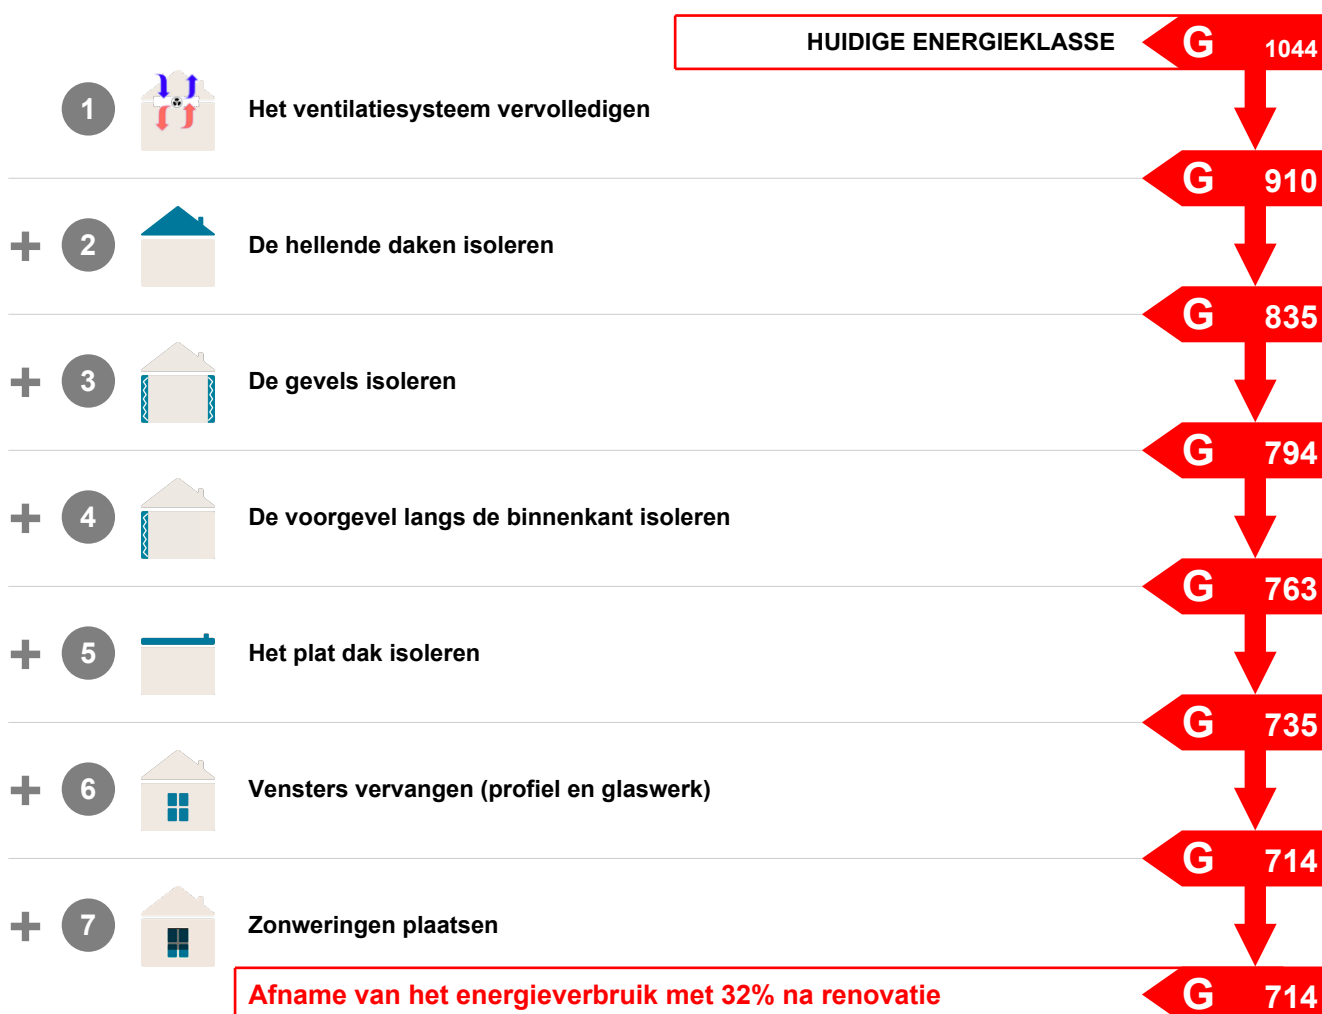 HUIDIGE ENERGIEKLASSE G 1044
1 Het ventilatiesysteem vervolledigen
G 910
+ 2 De hellende daken isoleren
G 835
+ 3 De gevels isoleren
G 794
+ 4 De voorgevel langs de binnenkant isoleren
G 763
+ 5 Het plat dak isoleren
G 735
+ 6 Vensters vervangen (profiel en glaswerk)
G 714
+ 7 Zonweringen plaatsen
Afname van het energieverbruik met 32% na renovatie G 714